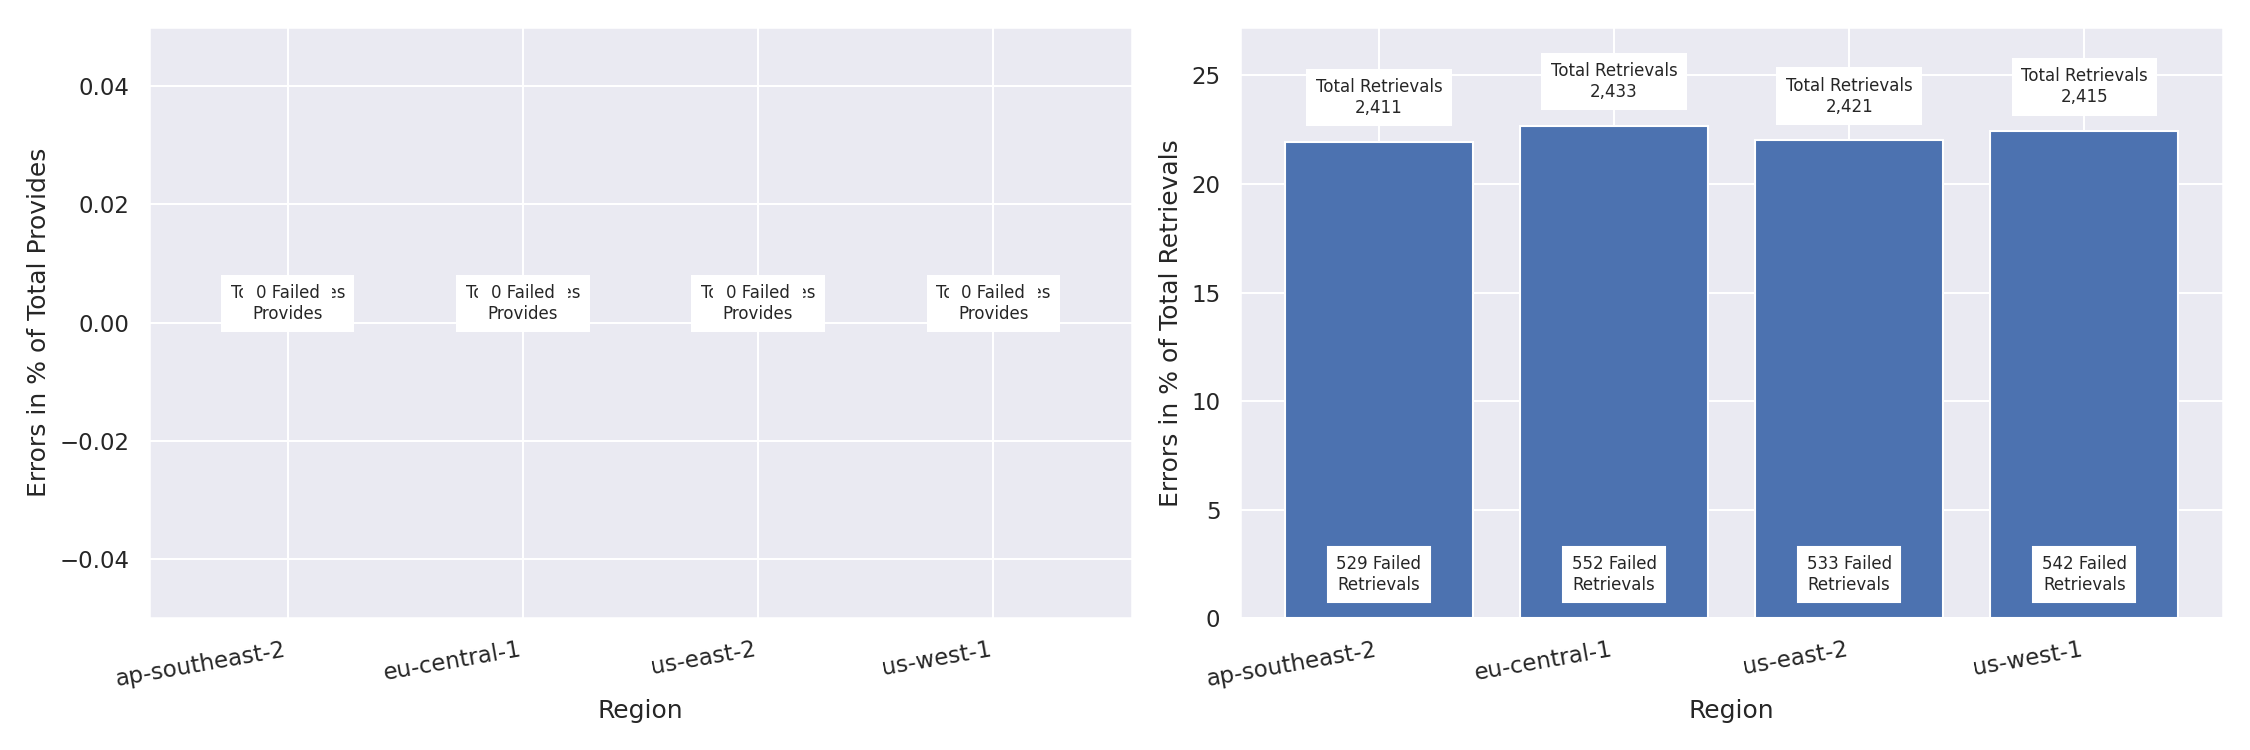 Errors in % of Total Provides
0.04
0.02
0.00
−0.02
−0.04
0 Failed
Provides
0 Failed
Provides
0 Failed
Provides
0 Failed
Provides
ap-southeast-2
eu-central-1
us-east-2
us-west-1
Region
Errors in % of Total Retrievals
25
20
15
10
5
0
Total Retrievals
2,411
Total Retrievals
2,433
Total Retrievals
2,421
Total Retrievals
2,415
529 Failed
Retrievals
552 Failed
Retrievals
533 Failed
Retrievals
542 Failed
Retrievals
ap-southeast-2
eu-central-1
us-east-2
us-west-1
Region